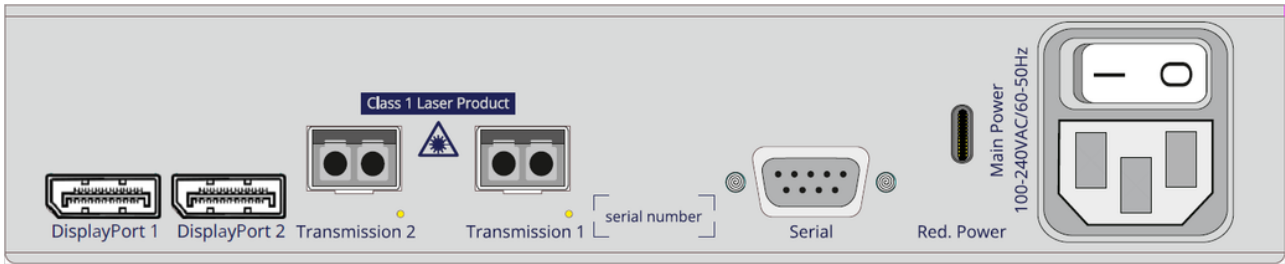 Class 1 Laser Product
DisplayPort 1
DisplayPort 2
Transmission 2
Transmission 1
serial number
Serial
Red. Power
Main Power
100-240VAC/60-50Hz